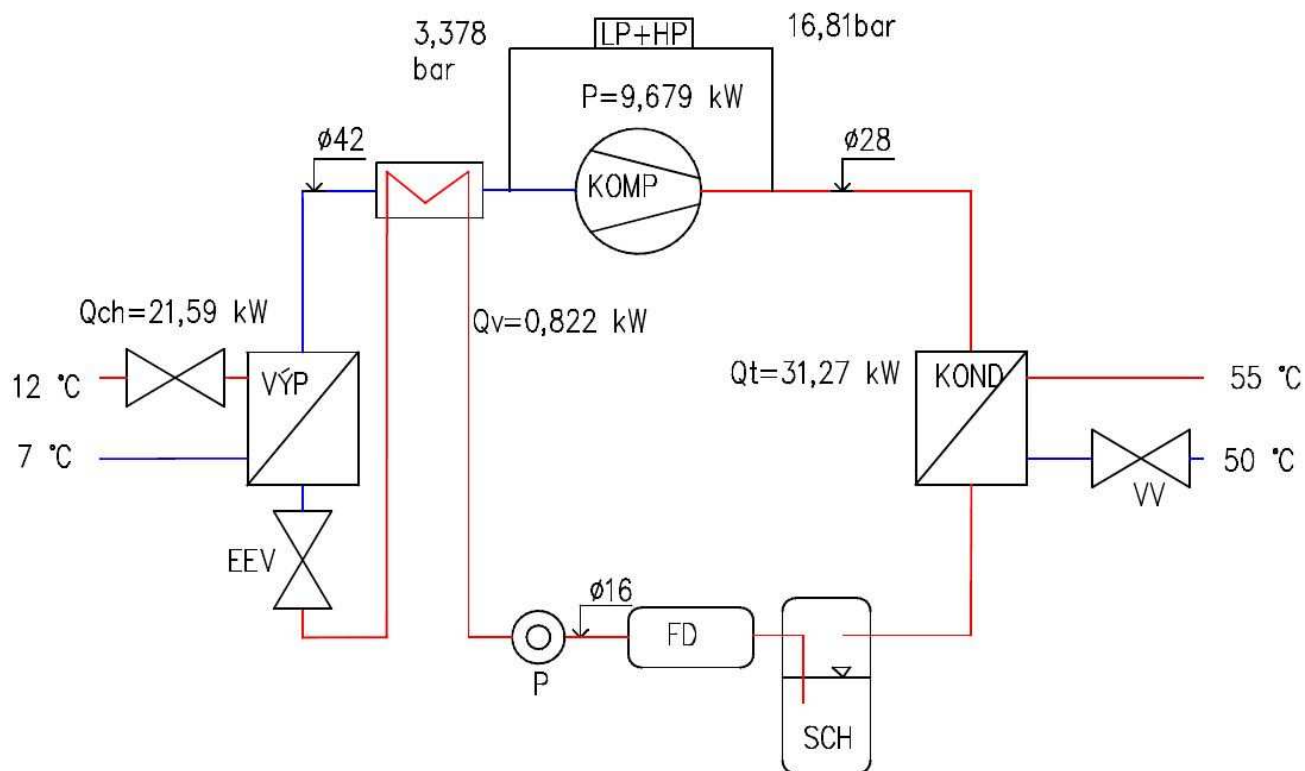 3,378
bar
LP+HP
16,81bar
P=9,679 kW
ø42
KOMP
ø28
Qch=21,59 kW
Qv=0,822 kW
12 °C
VÝP
Qt=31,27 kW
KOND
55 °C
7 °C
50 °C
VV
EEV
ø16
FD
P
SCH